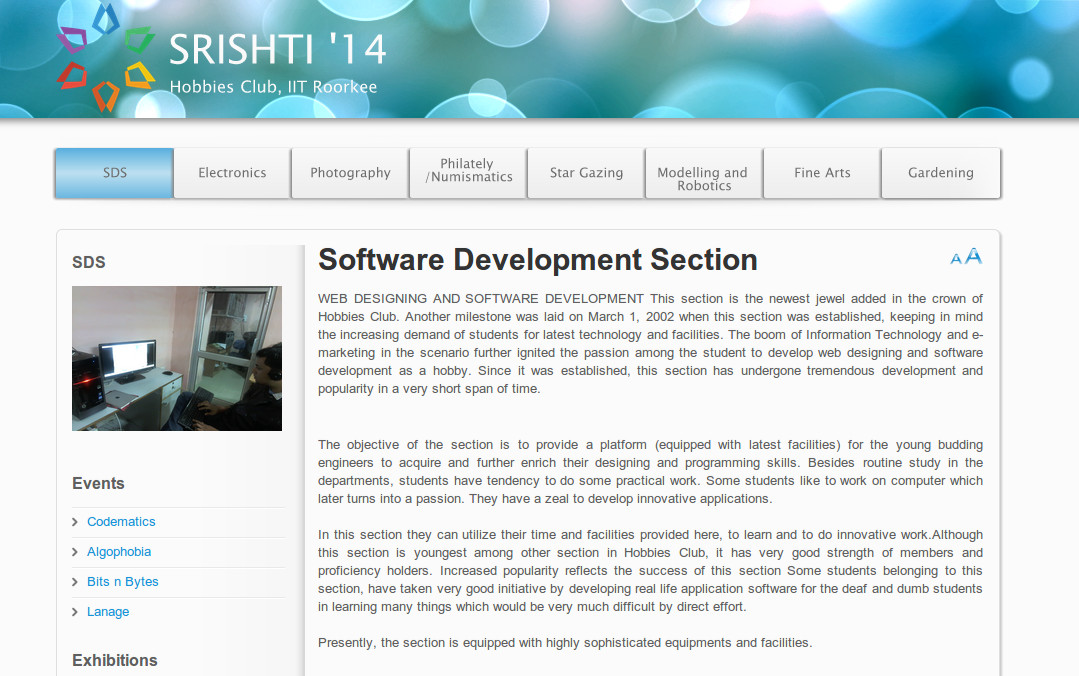 SRISHTI '14
Hobbies Club, IIT Roorkee
SDS
Electronics
Photography
Philately
/Numismatics
Star Gazing
Modelling and
Robotics
Fine Arts
Gardening
SDS
Events
Codematics
Algophobia
Bits n Bytes
Lanage
Exhibitions
Software Development Section
A A
WEB DESIGNING AND SOFTWARE DEVELOPMENT This section is the newest jewel added in the crown of
Hobbies Club. Another milestone was laid on March 1, 2002 when this section was established, keeping in mind
the increasing demand of students for latest technology and facilities. The boom of Information Technology and e-
marketing in the scenario further ignited the passion among the student to develop web designing and software
development as a hobby. Since it was established, this section has undergone tremendous development and
popularity in a very short span of time.
The objective of the section is to provide a platform (equipped with latest facilities) for the young budding
engineers to acquire and further enrich their designing and programming skills. Besides routine study in the
departments, students have tendency to do some practical work. Some students like to work on computer which
later turns into a passion. They have a zeal to develop innovative applications.
In this section they can utilize their time and facilities provided here, to learn and to do innovative work.Although
this section is youngest among other section in Hobbies Club, it has very good strength of members and
proficiency holders. Increased popularity reflects the success of this section Some students belonging to this
section, have taken very good initiative by developing real life application software for the deaf and dumb students
in learning many things which would be very much difficult by direct effort.
Presently, the section is equipped with highly sophisticated equipments and facilities.